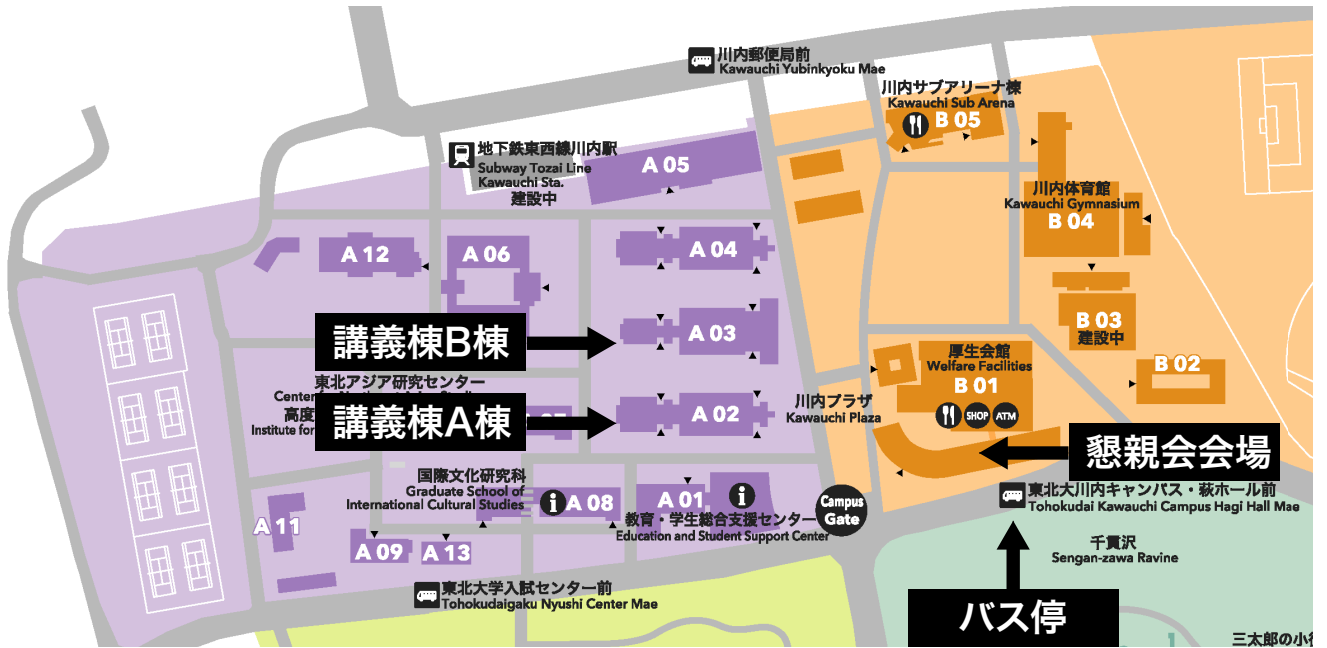 川内郵便局前
Kawauchi Yubinkyoku Mae
川内サブアリーナ棟
Kawauchi Sub Arena
B 05
地下鉄東西線川内駅
Subway Tozai Line
Kawauchi Sta.
建設中
A 05
川内体育館
Kawauchi Gymnasium
B 04
A 12
A 06
A 04
A 03
B 03
建設中
講義棟B棟
厚生会館
Welfare Facilities
B 01
SHOP
ATM
B 02
東北アジア研究センター
Center
高度
Institute for
講義棟A棟
A 02
川内プラザ
Kawauchi Plaza
懇親会会場
国際文化研究科
Graduate School of
International Cultural Studies
A 08
A 01
教育・学生総合支援センター
Education and Student Support Center
Campus
Gate
東北大川内キャンパス・萩ホール前
Tohokudai Kawauchi Campus Hagi Hall Mae
A 11
A 09
A 13
千貫沢
Sengan-zawa Ravine
東北大学入試センター前
Tohokudaigaku Nyushi Center Mae
バス停
三太郎の小